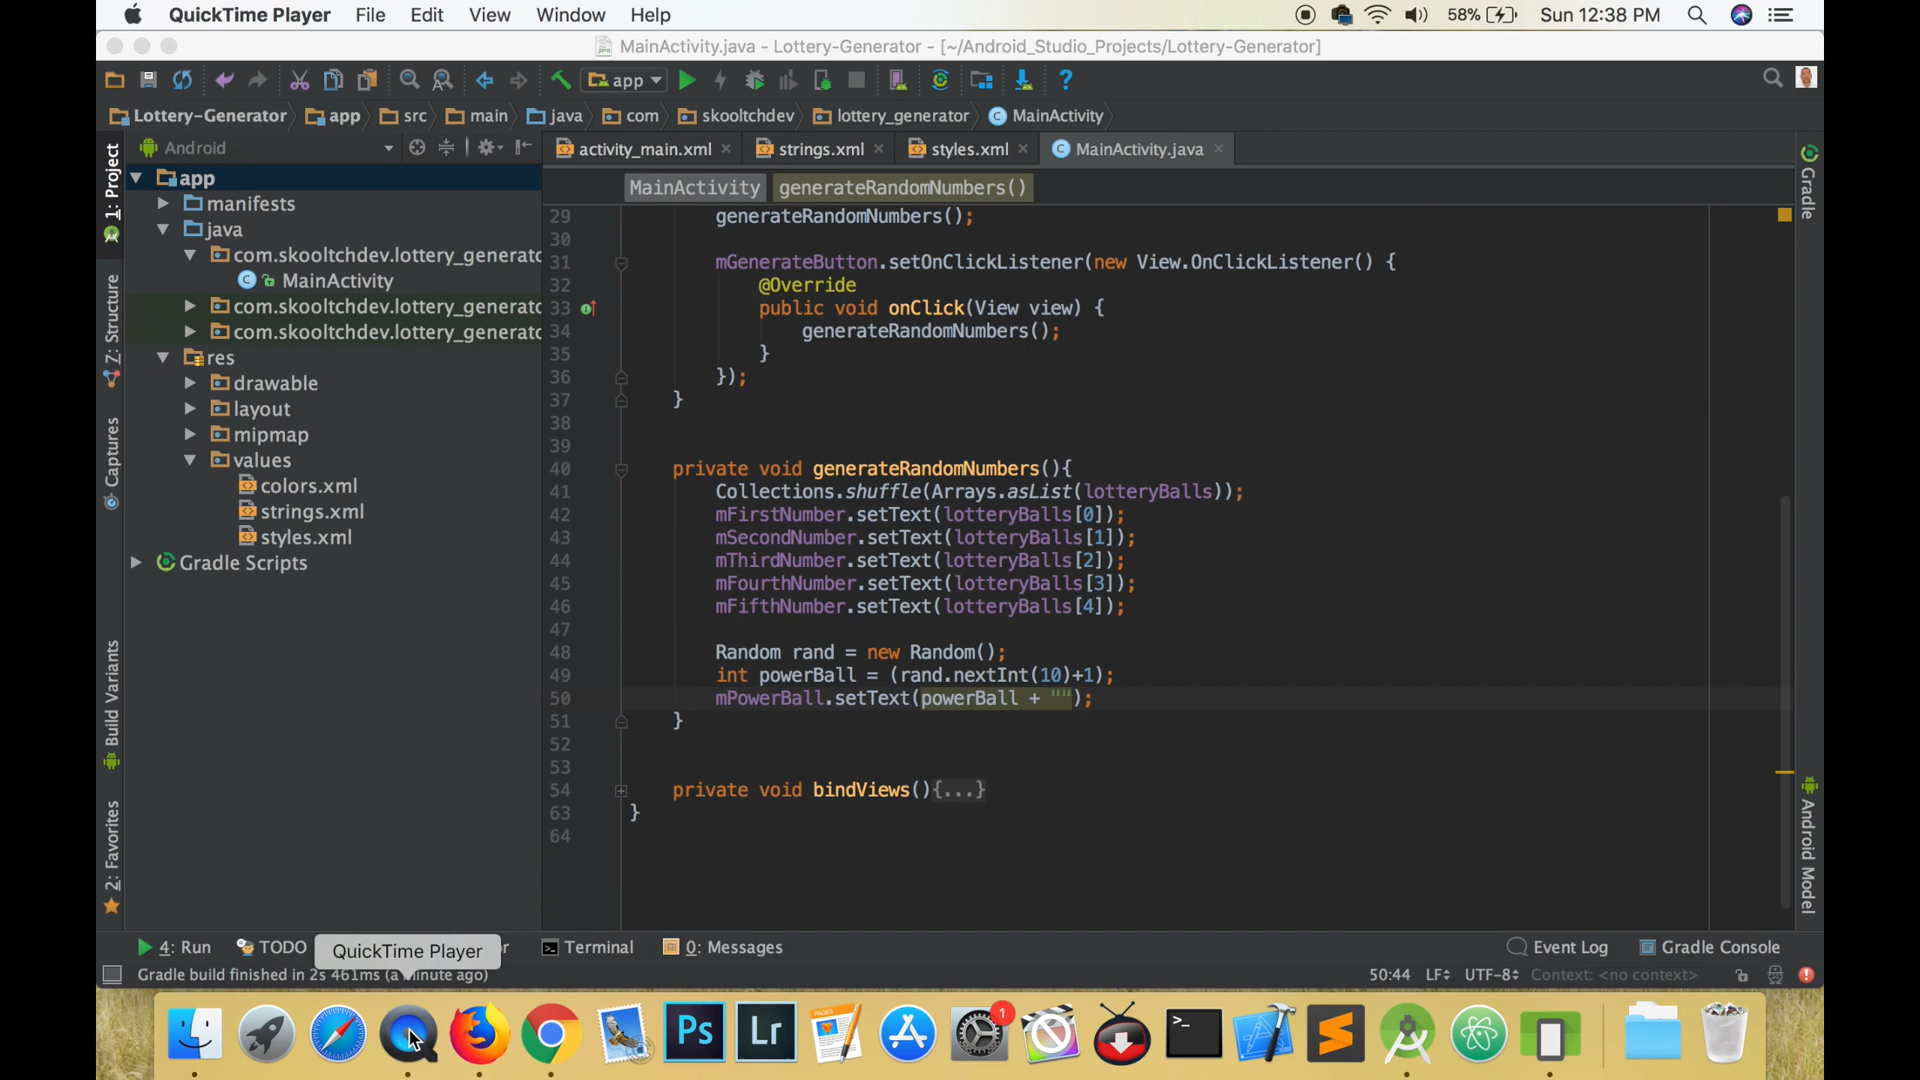 QuickTime Player File Edit View Window Help 58% Sun 12:38 PM
MainActivity.java - Lottery-Generator - [~/Android_Studio_Projects/Lottery-Generator]
app
Lottery-Generator app src main java com skooltchdev lottery_generator MainActivity
1: Project
Z: Structure
Captures
Build Variants
2: Favorites
Android
app
manifests
java
com.skooltchdev.lottery_generato
MainActivity
com.skooltchdev.lottery_generato
com.skooltchdev.lottery_generato
res
drawable
layout
mipmap
values
colors.xml
strings.xml
styles.xml
Gradle Scripts
activity_main.xml strings.xml styles.xml MainActivity.java
MainActivity generateRandomNumbers()
29 generateRandomNumbers();
30
31 mGenerateButton.setOnClickListener(new View.OnClickListener() {
32 @Override
33 public void onClick(View view) {
34 generateRandomNumbers();
35 }
36 });
37 }
38
39
40 private void generateRandomNumbers(){
41 Collections.shuffle(Arrays.asList(lotteryBalls));
42 mFirstNumber.setText(lotteryBalls[0]);
43 mSecondNumber.setText(lotteryBalls[1]);
44 mThirdNumber.setText(lotteryBalls[2]);
45 mFourthNumber.setText(lotteryBalls[3]);
46 mFifthNumber.setText(lotteryBalls[4]);
47
48 Random rand = new Random();
49 int powerBall = (rand.nextInt(10)+1);
50 mPowerBall.setText(powerBall + "");
51 }
52
53
54 private void bindViews(){...}
63 }
64
Gradle
Android Model
4: Run TODO QuickTime Player r Terminal 0: Messages Event Log Gradle Console
Gradle build finished in 2s 461ms (a minute ago) 50:44 LF UTF-8 Context: <no context>
Ps Lr PAGES 1 >_